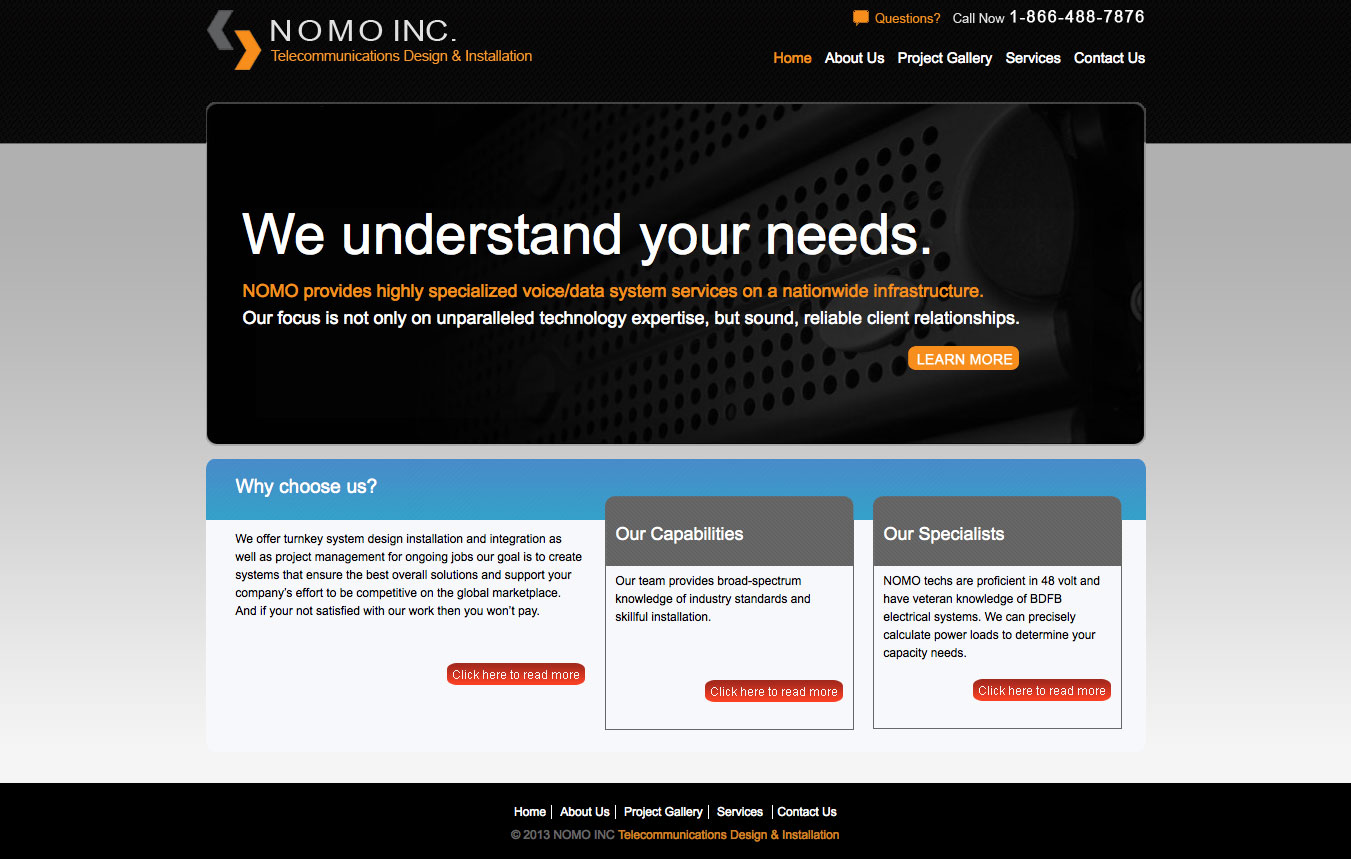 NOMO INC.
Telecommunications Design & Installation
Questions? Call Now 1-866-488-7876
Home About Us Project Gallery Services Contact Us
We understand your needs.
NOMO provides highly specialized voice/data system services on a nationwide infrastructure.
Our focus is not only on unparalleled technology expertise, but sound, reliable client relationships.
LEARN MORE
Why choose us?
We offer turnkey system design installation and integration as
well as project management for ongoing jobs our goal is to create
systems that ensure the best overall solutions and support your
company’s effort to be competitive on the global marketplace.
And if your not satisfied with our work then you won’t pay.
Click here to read more
Our Capabilities
Our team provides broad-spectrum
knowledge of industry standards and
skillful installation.
Click here to read more
Our Specialists
NOMO techs are proficient in 48 volt and
have veteran knowledge of BDFB
electrical systems. We can precisely
calculate power loads to determine your
capacity needs.
Click here to read more
Home | About Us | Project Gallery | Services | Contact Us
© 2013 NOMO INC Telecommunications Design & Installation